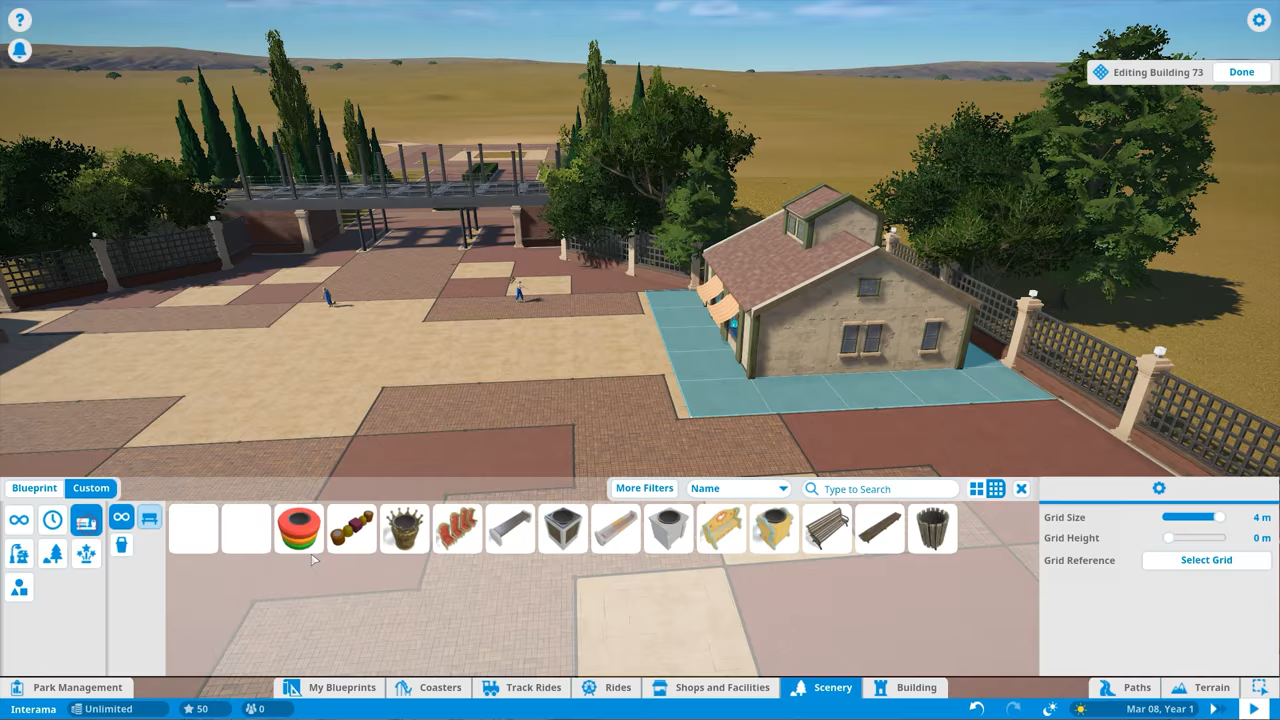 ?
Editing Building 73
Done
Blueprint
Custom
More Filters
Name
Type to Search
Grid Size
4 m
Grid Height
0 m
Grid Reference
Select Grid
Park Management
My Blueprints
Coasters
Track Rides
Rides
Shops and Facilities
Scenery
Building
Paths
Terrain
Interama
Unlimited
50
0
Mar 08, Year 1